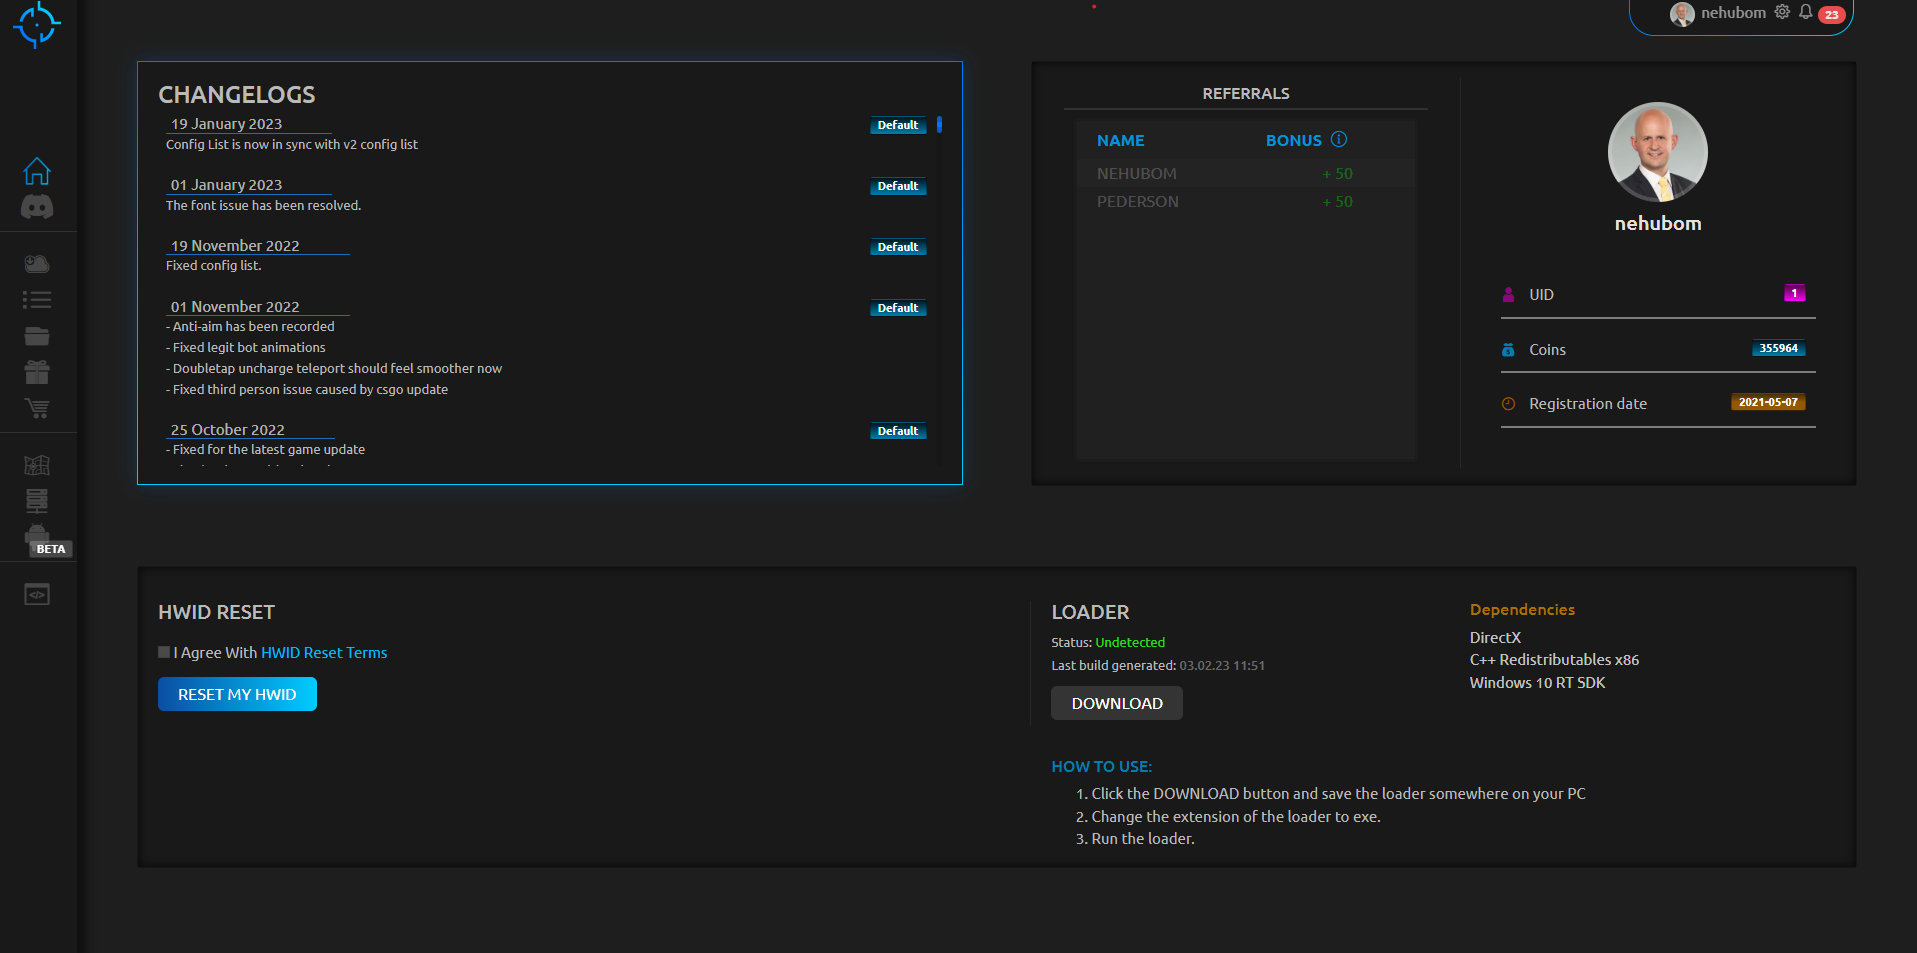 nehubom 23
CHANGELOGS
19 January 2023 Default
Config List is now in sync with v2 config list
01 January 2023 Default
The font issue has been resolved.
19 November 2022 Default
Fixed config list.
01 November 2022 Default
- Anti-aim has been recorded
- Fixed legit bot animations
- Doubletap uncharge teleport should feel smoother now
- Fixed third person issue caused by csgo update
25 October 2022 Default
- Fixed for the latest game update
REFERRALS
NAME BONUS
NEHUBOM + 50
PEDERSON + 50
nehubom
UID 1
Coins 355964
Registration date 2021-05-07
BETA
HWID RESET
I Agree With HWID Reset Terms
RESET MY HWID
LOADER
Status: Undetected
Last build generated: 03.02.23 11:51
DOWNLOAD
Dependencies
DirectX
C++ Redistributables x86
Windows 10 RT SDK
HOW TO USE:
1. Click the DOWNLOAD button and save the loader somewhere on your PC
2. Change the extension of the loader to exe.
3. Run the loader.